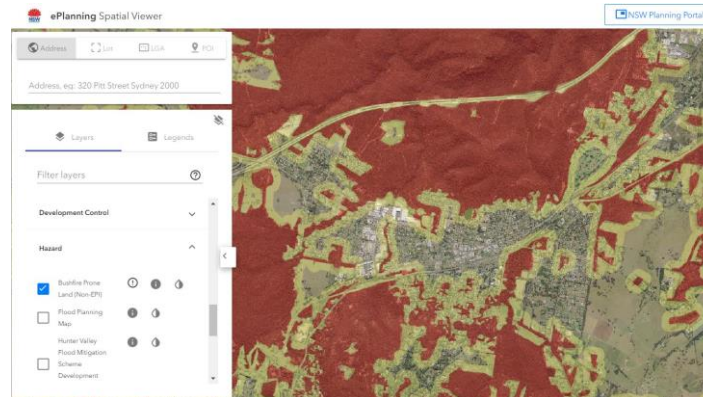 ePlanning Spatial Viewer
NSW Planning Portal
Address
Lot
LGA
POI
Address, eg: 320 Pitt Street Sydney 2000
Layers
Legends
Filter layers
Development Control
Hazard
Bushfire Prone
Land (Non-EPI)
Flood Planning
Map
Hunter Valley
Flood Mitigation
Scheme
Development